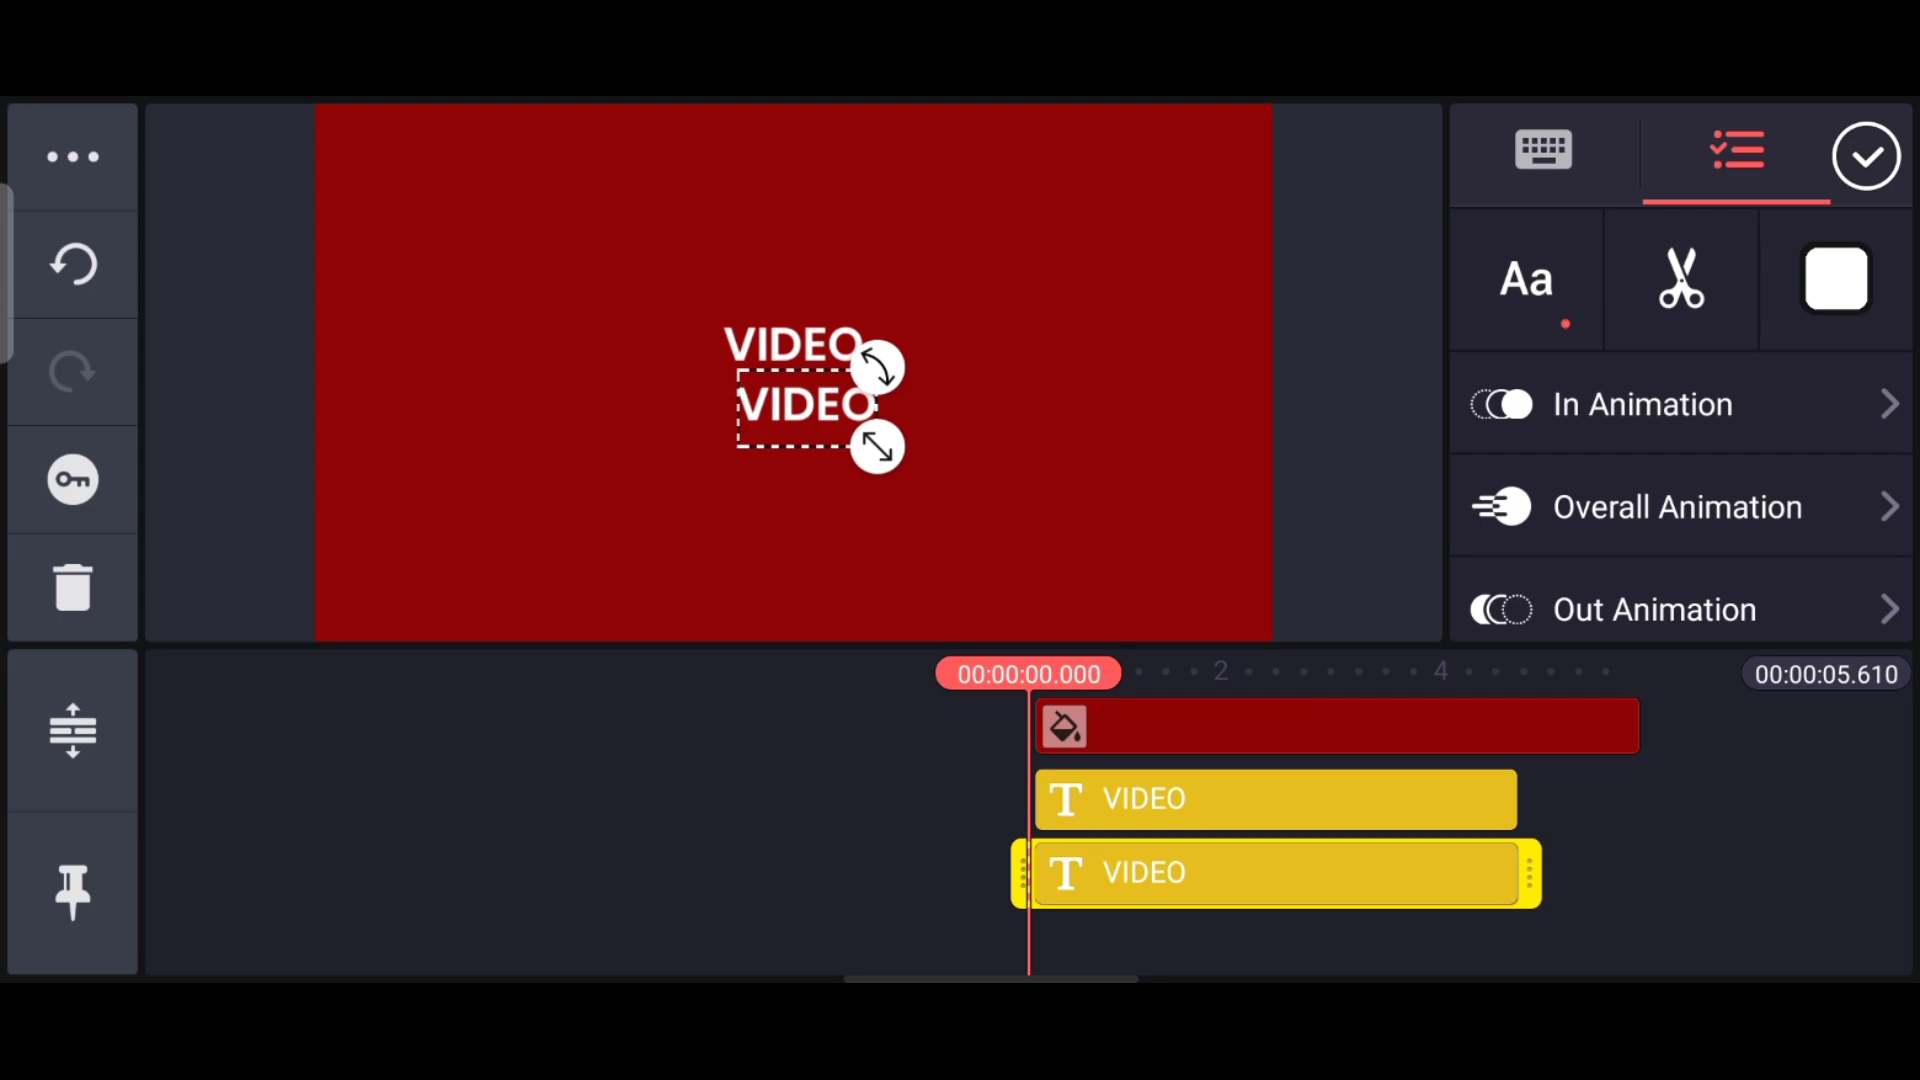 VIDEO
VIDEO
Aa
In Animation
Overall Animation
Out Animation
00:00:00.000
2
4
00:00:05.610
T VIDEO
T VIDEO